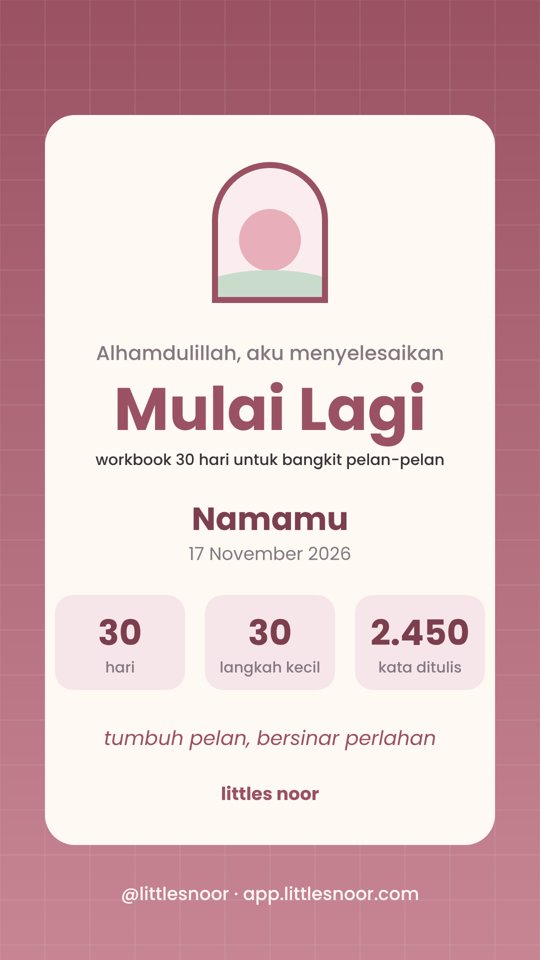 Alhamdulillah, aku menyelesaikan
Mulai Lagi
workbook 30 hari untuk bangkit pelan-pelan
Namamu
17 November 2026
30
hari
30
langkah kecil
2.450
kata ditulis
tumbuh pelan, bersinar perlahan
littles noor
@littlesnoor · app.littlesnoor.com